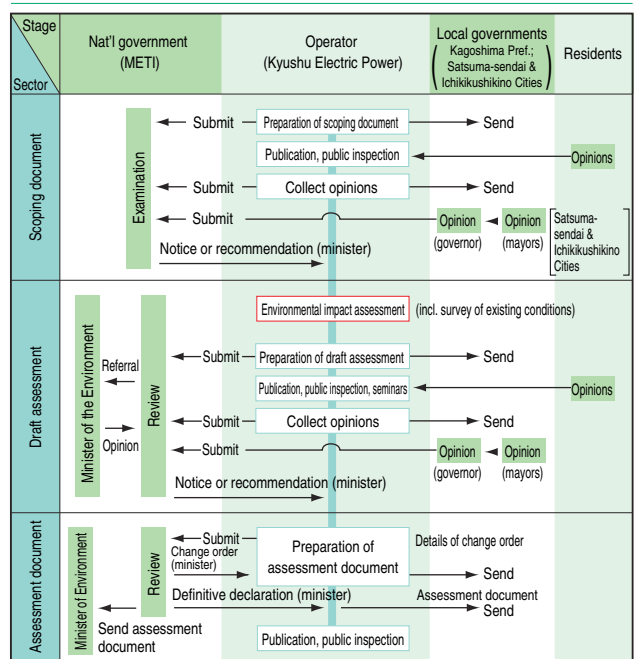 Stage
Sector
Nat'l government
(METI)
Operator
(Kyushu Electric Power)
Local governments
( Kagoshima Pref.;
Satsuma-sendai &
Ichikikushikino Cities )
Residents
Scoping document
Examination
Submit
Preparation of scoping document
Send
Publication, public inspection
Opinions
Submit
Collect opinions
Send
Submit
Opinion
(governor)
Opinion
(mayors)
[ Satsuma-
sendai &
Ichikikushikino
Cities
Notice or recommendation (minister)
Draft assessment
Minister of the Environment
Referral
Opinion
Review
Environmental impact assessment
(incl. survey of existing conditions)
Submit
Preparation of draft assessment
Send
Publication, public inspection, seminars
Opinions
Submit
Collect opinions
Send
Submit
Opinion
(governor)
Opinion
(mayors)
Notice or recommendation (minister)
Assessment document
Minister of Environment
Review
Submit
Change order
(minister)
Preparation of
assessment document
Details of change order
Send
Definitive declaration (minister)
Assessment document
Send
Send assessment
document
Publication, public inspection